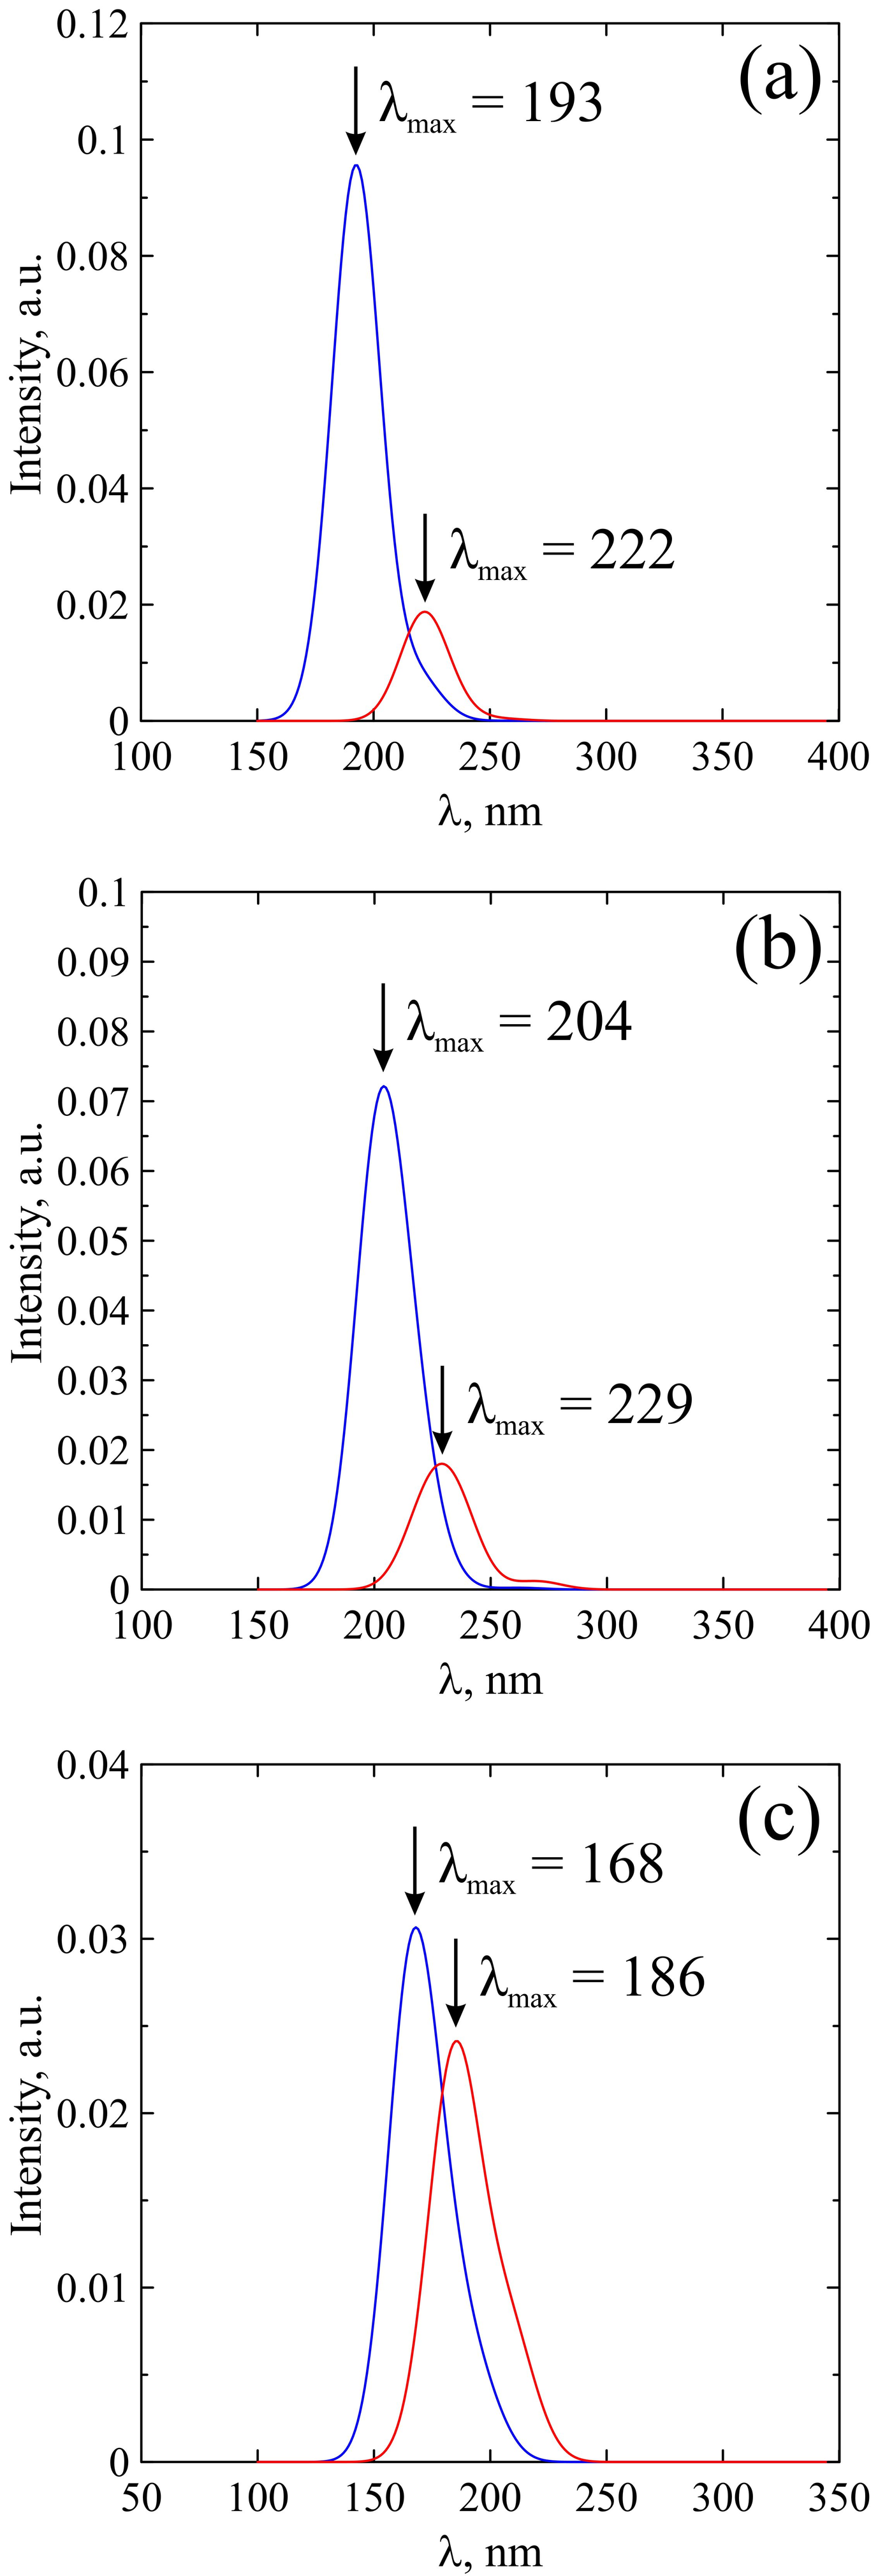 (a)
λmax = 193
λmax = 222
0.12
0.1
0.08
0.06
0.04
0.02
0
Intensity, a.u.
100 150 200 250 300 350 400
λ, nm
(b)
λmax = 204
λmax = 229
0.1
0.09
0.08
0.07
0.06
0.05
0.04
0.03
0.02
0.01
0
Intensity, a.u.
100 150 200 250 300 350 400
λ, nm
(c)
λmax = 168
λmax = 186
0.04
0.03
0.02
0.01
0
Intensity, a.u.
50 100 150 200 250 300 350
λ, nm